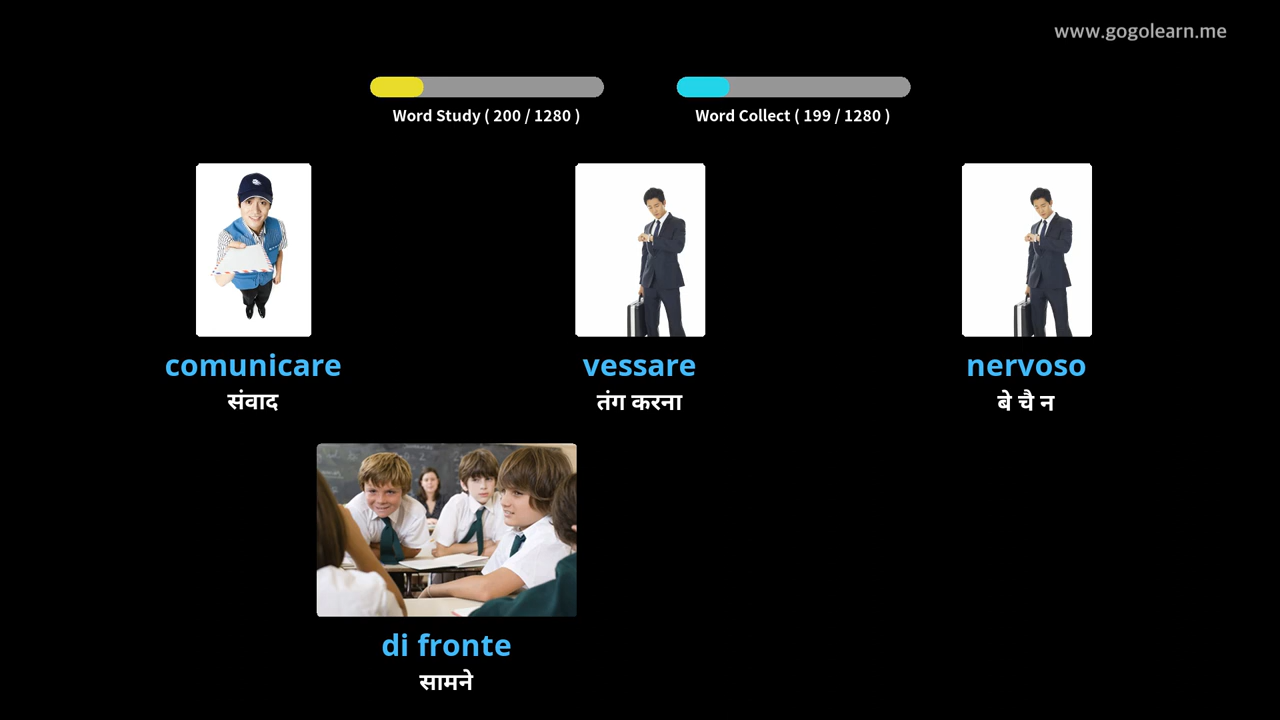 www.gogolearn.me
Word Study ( 200 / 1280 )
Word Collect ( 199 / 1280 )
comunicare
संवाद
vessare
तंग करना
nervoso
बे चै न
di fronte
सामने